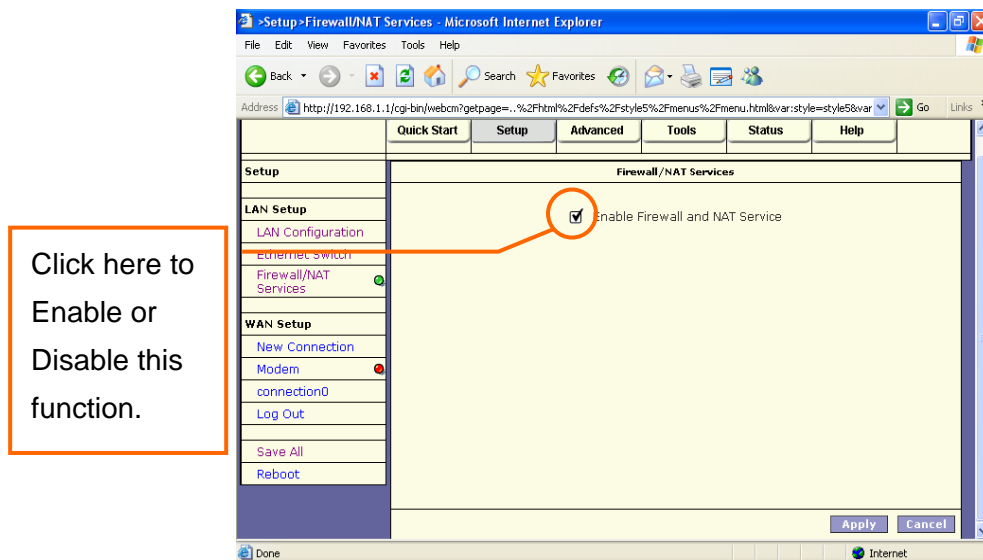 >Setup>Firewall/NAT Services - Microsoft Internet Explorer
File Edit View Favorites Tools Help
Back Search Favorites
Address http://192.168.1.1/cgi-bin/webcm?getpage=..%2Fhtml%2Fdefs%2Fstyle5%2Fmenus%2Fmenu.html&var:style=style5&var Go Links
Quick Start Setup Advanced Tools Status Help
Setup
Firewall/NAT Services
Enable Firewall and NAT Service
LAN Setup
LAN Configuration
Ethernet Switch
Firewall/NAT
Services
WAN Setup
New Connection
Modem
connection0
Log Out
Save All
Reboot
Apply Cancel
Done Internet
Click here to
Enable or
Disable this
function.